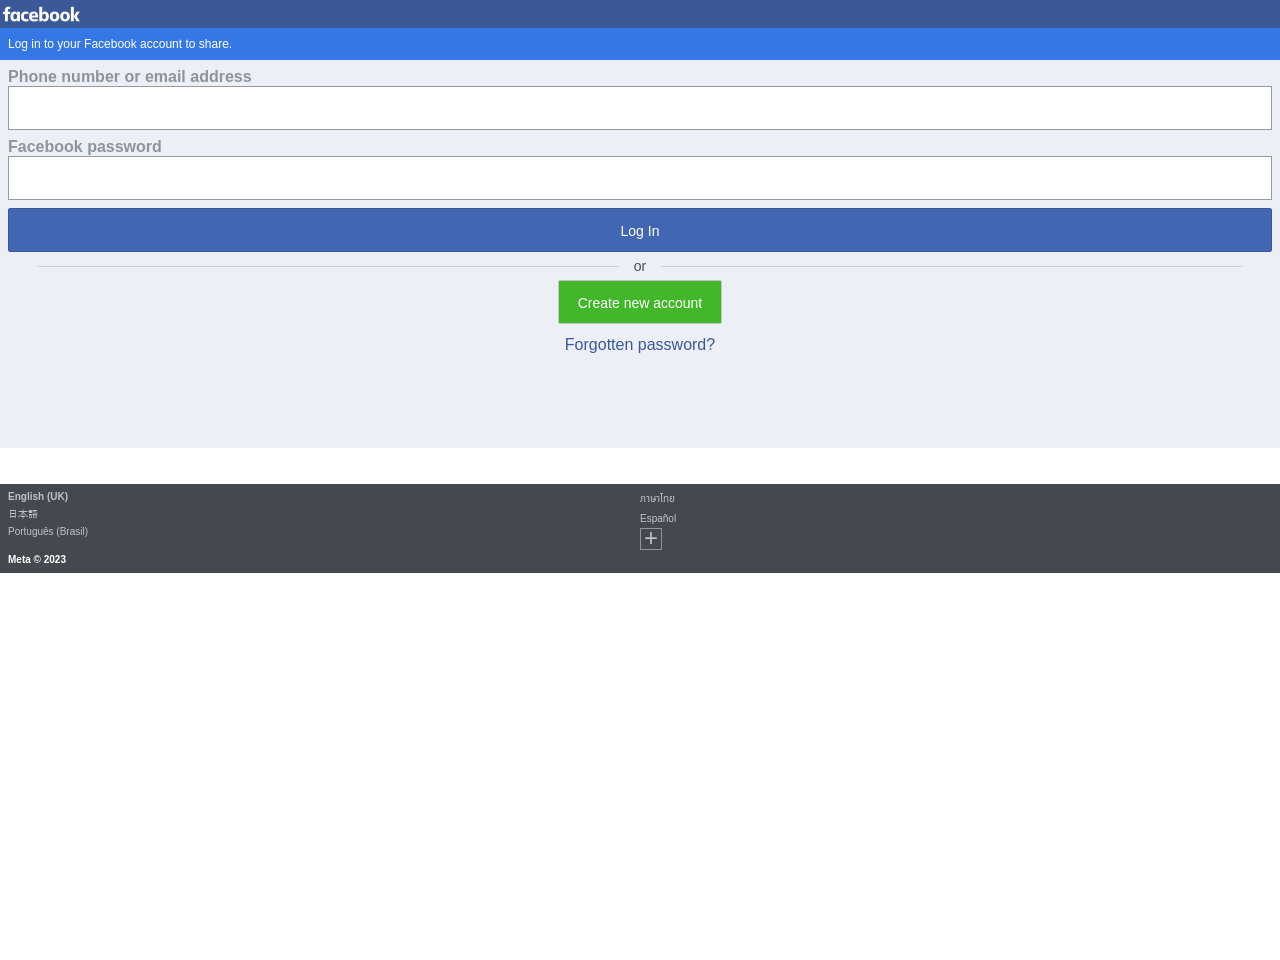 facebook
Log in to your Facebook account to share.
Phone number or email address
Facebook password
Log In
or
Create new account
Forgotten password?
English (UK)
ภาษาไทย
日本語
Español
Português (Brasil)
Meta © 2023